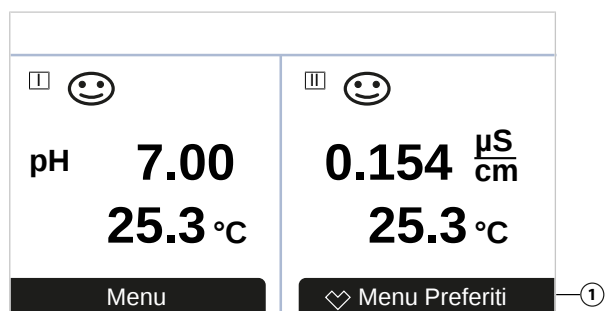 I
II
pH 7.00
0.154 µS/cm
25.3 °C
25.3 °C
Menu
Menu Preferiti
1